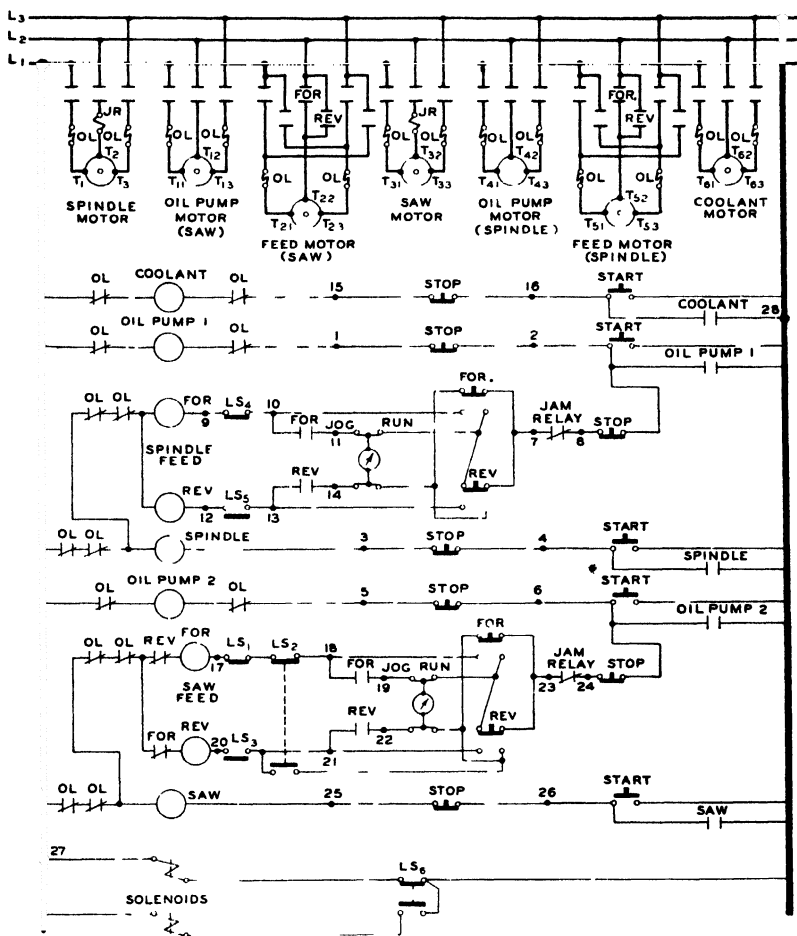 L3
L2
L1
FOR FOR.
JR REV JR REV
OL OL OL OL OL OL OL OL OL OL
T2 T12 T32 T42 T62
T1 T3 T11 T13 OL OL T31 T33 T41 T43 OL OL T61 T63
SPINDLE MOTOR
OIL PUMP MOTOR (SAW)
T22
T21 T23
FEED MOTOR (SAW)
SAW MOTOR
OIL PUMP MOTOR (SPINDLE)
T52
T51 T53
FEED MOTOR (SPINDLE)
COOLANT MOTOR
OL COOLANT OL 15 STOP 16 START
COOLANT 28
OL OIL PUMP 1 OL 1 STOP 2 START
OIL PUMP 1
FOR.
OL OL FOR 9 LS4 10 FOR JOG 11 RUN 7 JAM RELAY 8 STOP
SPINDLE FEED
REV 12 LS5 13 REV 14 REV
OL OL SPINDLE 3 STOP 4 START
SPINDLE
OL OIL PUMP 2 OL 5 STOP 6 START
OIL PUMP 2
FOR
OL OL REV FOR 17 LS1 LS2 18 FOR JOG 19 RUN 23 JAM RELAY 24 STOP
SAW FEED
FOR REV 20 LS3 21 REV 22 REV
OL OL SAW 25 STOP 26 START
SAW
27
LS6
SOLENOIDS